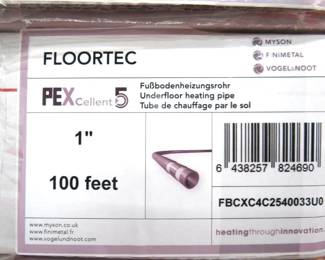 FLOORTEC
MYSON
FINIMETAL
VOGEL&NOOT
PEXCellent 5
Fußbodenheizungsrohr
Underfloor heating pipe
Tube de chauffage par le sol
1"
100 feet
6 438257 824690
FBCXC4C2540033U0
www.myson.co.uk
www.finimetal.fr
www.vogelundnoot.com
heatingthroughinnovation.